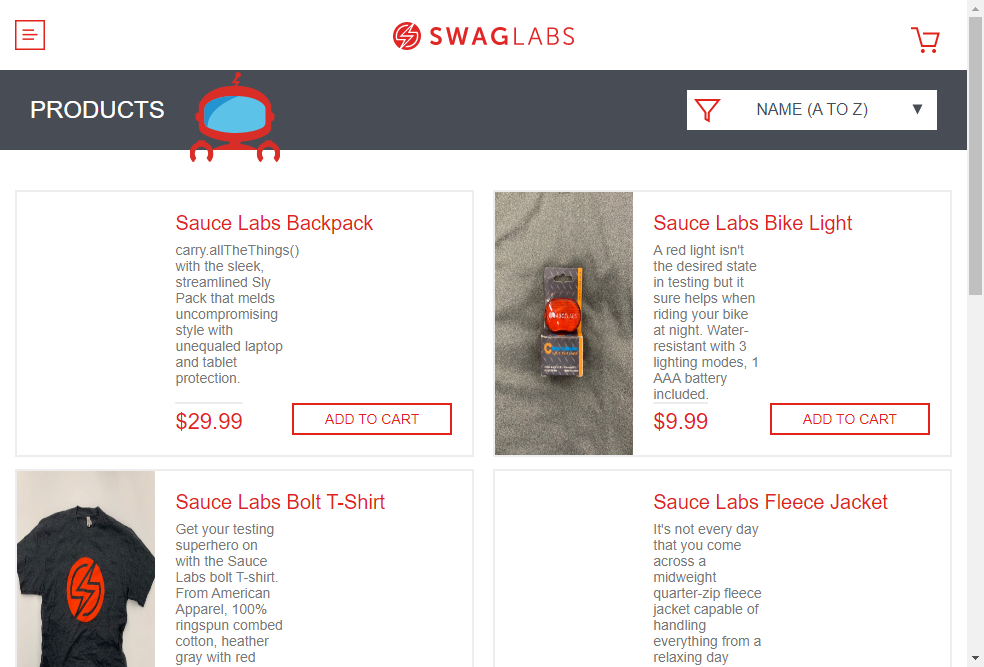 SWAGLABS
PRODUCTS
NAME (A TO Z)
Sauce Labs Backpack
carry.allTheThings()
with the sleek,
streamlined Sly
Pack that melds
uncompromising
style with
unequaled laptop
and tablet
protection.
$29.99
ADD TO CART
Sauce Labs Bike Light
A red light isn't
the desired state
in testing but it
sure helps when
riding your bike
at night. Water-
resistant with 3
lighting modes, 1
AAA battery
included.
$9.99
ADD TO CART
Sauce Labs Bolt T-Shirt
Get your testing
superhero on
with the Sauce
Labs bolt T-shirt.
From American
Apparel, 100%
ringspun combed
cotton, heather
gray with red
Sauce Labs Fleece Jacket
It's not every day
that you come
across a
midweight
quarter-zip fleece
jacket capable of
handling
everything from a
relaxing day